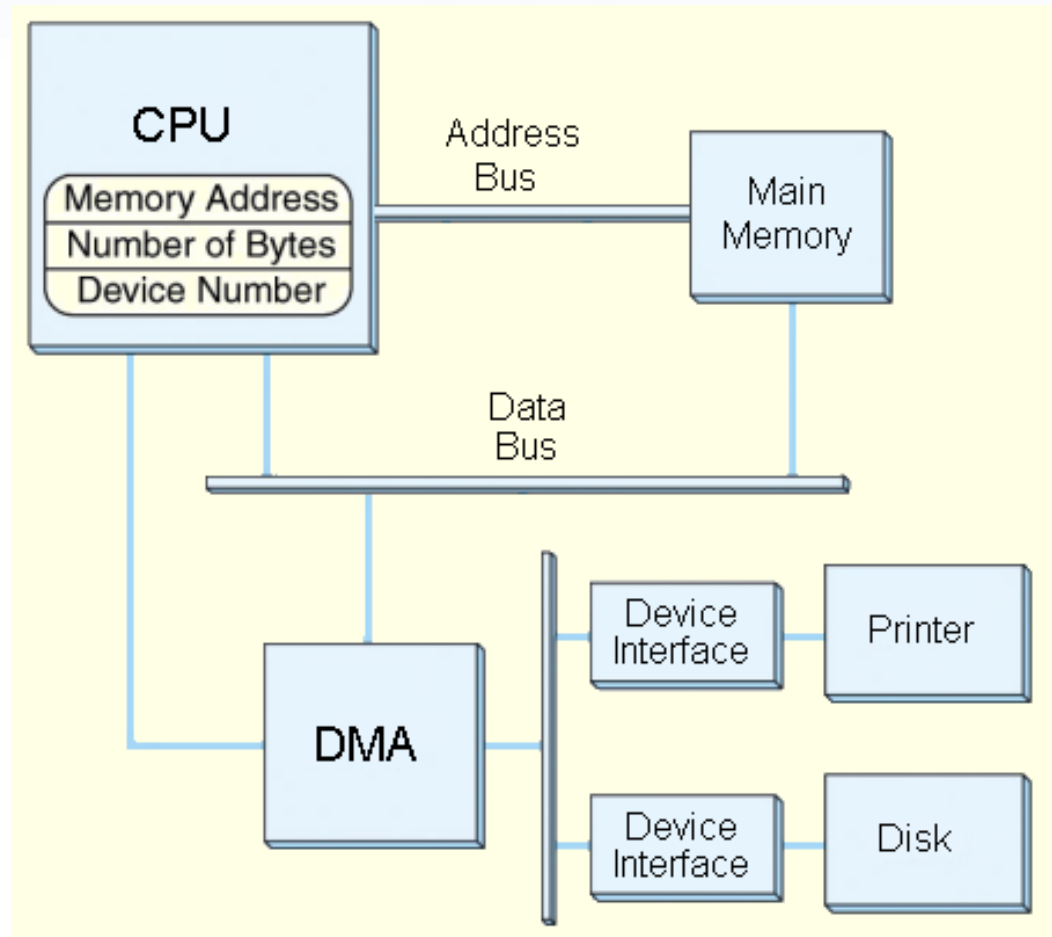 CPU
Memory Address
Number of Bytes
Device Number
Address
Bus
Main
Memory
Data
Bus
DMA
Device
Interface
Printer
Device
Interface
Disk